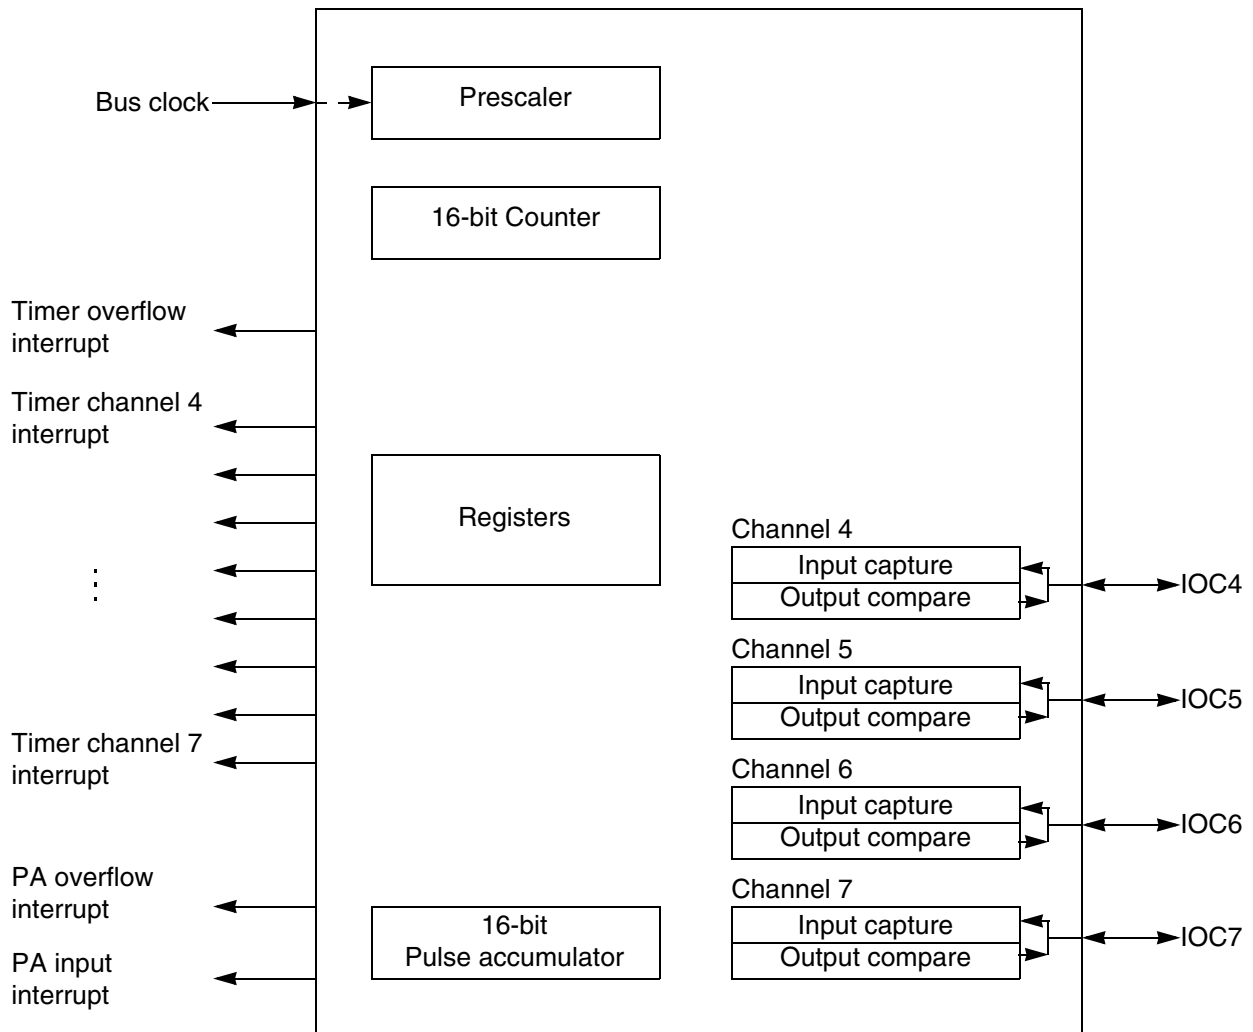 Bus clock
Prescaler
16-bit Counter
Timer overflow
interrupt
Timer channel 4
interrupt
Registers
Channel 4
Input capture
Output compare
IOC4
Channel 5
Input capture
Output compare
IOC5
Timer channel 7
interrupt
Channel 6
Input capture
Output compare
IOC6
PA overflow
interrupt
16-bit
Pulse accumulator
Channel 7
Input capture
Output compare
IOC7
PA input
interrupt